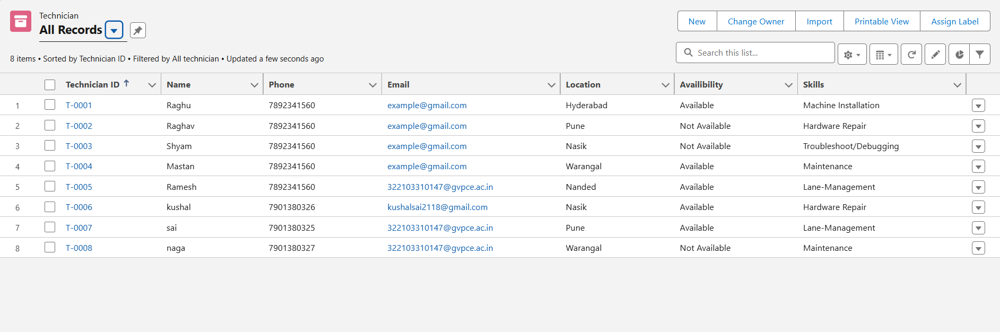 Technician
All Records
New Change Owner Import Printable View Assign Label
8 items • Sorted by Technician ID • Filtered by All technician • Updated a few seconds ago
Search this list...
Technician ID Name Phone Email Location Availibility Skills
1 T-0001 Raghu 7892341560 example@gmail.com Hyderabad Available Machine Installation
2 T-0002 Raghav 7892341560 example@gmail.com Pune Not Available Hardware Repair
3 T-0003 Shyam 7892341560 example@gmail.com Nasik Not Available Troubleshoot/Debugging
4 T-0004 Mastan 7892341560 example@gmail.com Warangal Available Maintenance
5 T-0005 Ramesh 7892341560 322103310147@gvpce.ac.in Nanded Available Lane-Management
6 T-0006 kushal 7901380326 kushalsai2118@gmail.com Nasik Available Hardware Repair
7 T-0007 sai 7901380325 322103310147@gvpce.ac.in Pune Available Lane-Management
8 T-0008 naga 7901380327 322103310147@gvpce.ac.in Warangal Not Available Maintenance